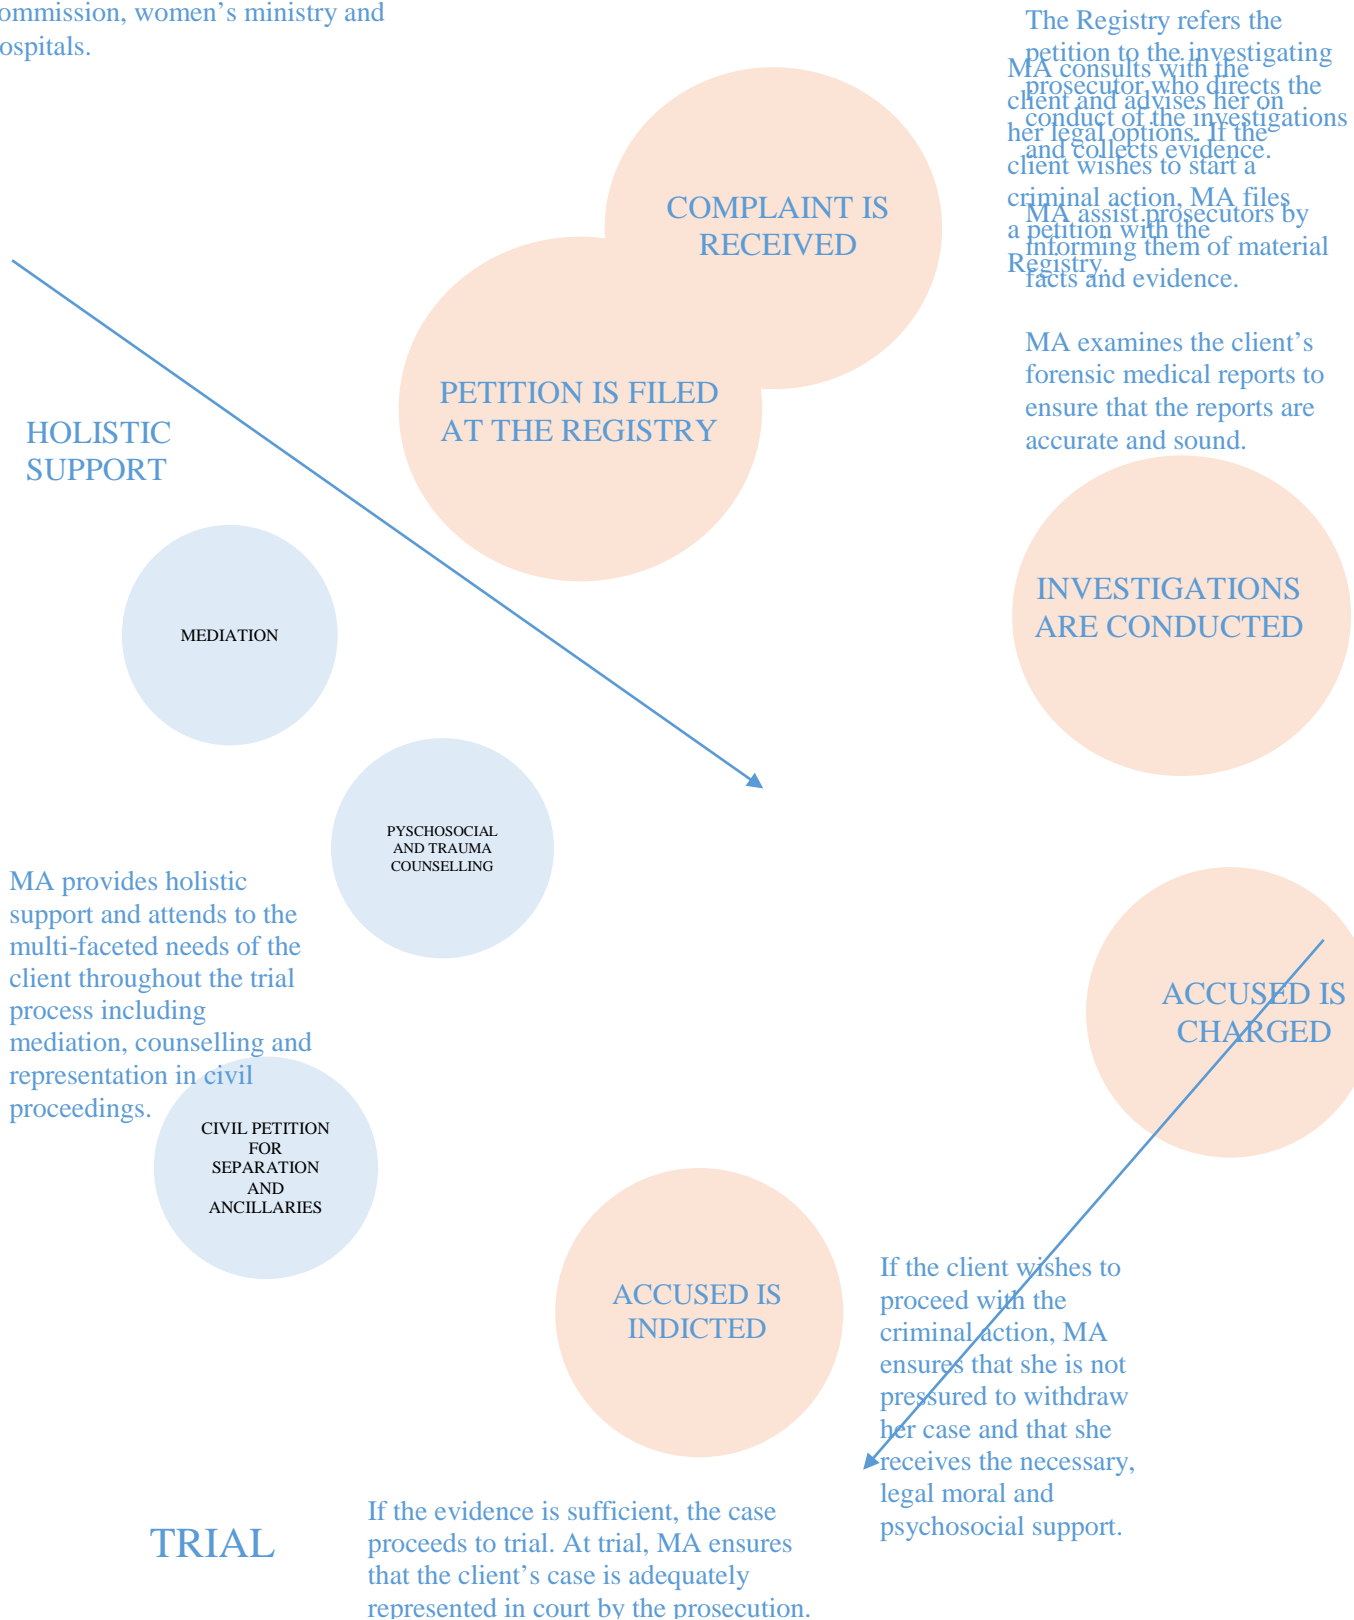 ommission, women’s ministry and
ospitals.
The Registry refers the
petition to the investigating
prosecutor who directs the
conduct of the investigations
and collects evidence.
MA assist prosecutors by
informing them of material
facts and evidence.
MA examines the client’s
forensic medical reports to
ensure that the reports are
accurate and sound.
MA consults with the
client and advises her on
her legal options. If the
client wishes to start a
criminal action, MA files
a petition with the
Registry.
COMPLAINT IS
RECEIVED
PETITION IS FILED
AT THE REGISTRY
HOLISTIC
SUPPORT
INVESTIGATIONS
ARE CONDUCTED
MEDIATION
PYSCHOSOCIAL
AND TRAUMA
COUNSELLING
MA provides holistic
support and attends to the
multi-faceted needs of the
client throughout the trial
process including
mediation, counselling and
representation in civil
proceedings.
ACCUSED IS
CHARGED
CIVIL PETITION
FOR
SEPARATION
AND
ANCILLARIES
ACCUSED IS
INDICTED
If the client wishes to
proceed with the
criminal action, MA
ensures that she is not
pressured to withdraw
her case and that she
receives the necessary,
legal moral and
psychosocial support.
TRIAL
If the evidence is sufficient, the case
proceeds to trial. At trial, MA ensures
that the client’s case is adequately
represented in court by the prosecution.